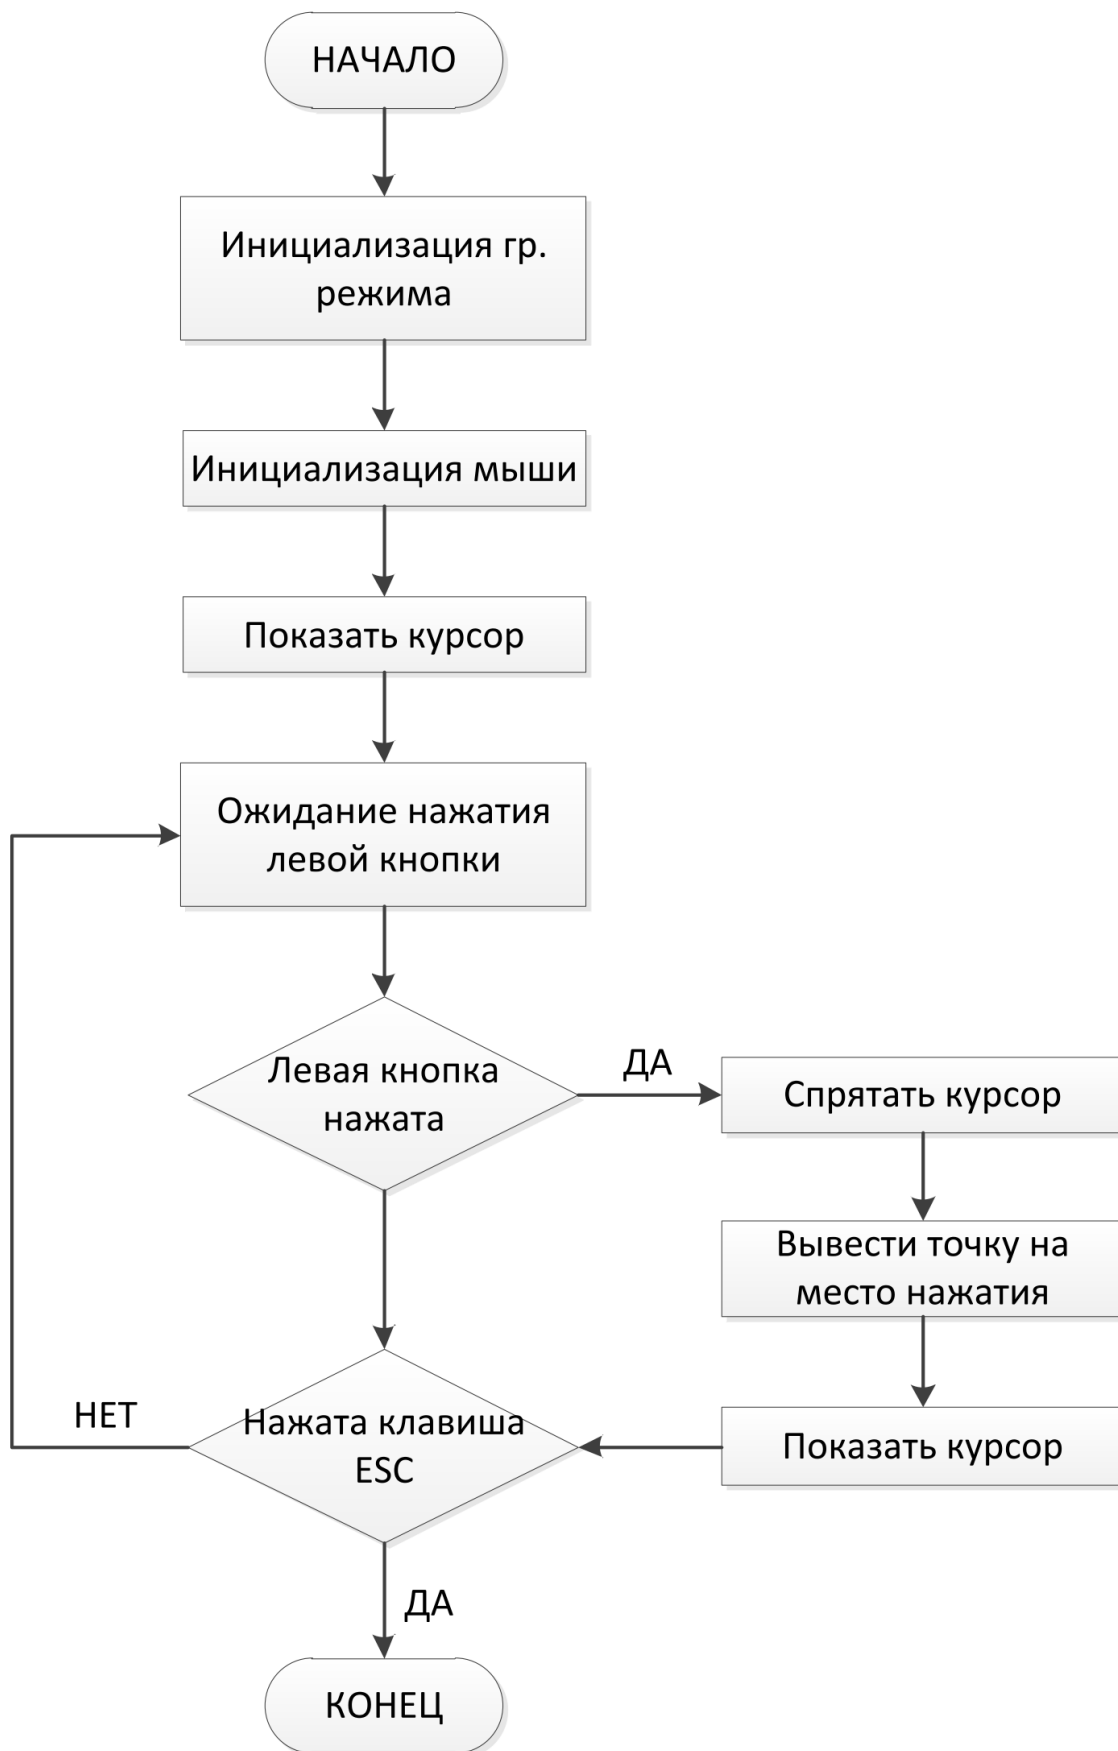 НАЧАЛО
Инициализация гр.
режима
Инициализация мыши
Показать курсор
Ожидание нажатия
левой кнопки
Левая кнопка
нажата
ДА
Спрятать курсор
Вывести точку на
место нажатия
Показать курсор
НЕТ
Нажата клавиша
ESC
ДА
КОНЕЦ